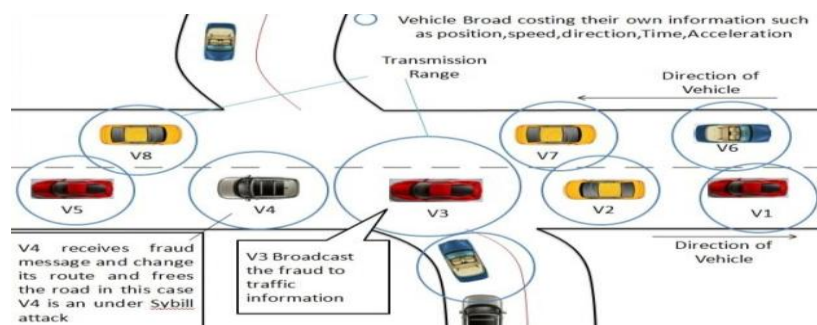 Vehicle Broad costing their own information such
as position,speed,direction,Time,Acceleration
Transmission
Range
Direction of
Vehicle
V8
V7
V6
V5
V4
V3
V2
V1
V4 receives fraud
message and change
its route and frees
the road in this case
V4 is an under Sybill
attack
V3 Broadcast
the fraud to
traffic
information
Direction of
Vehicle